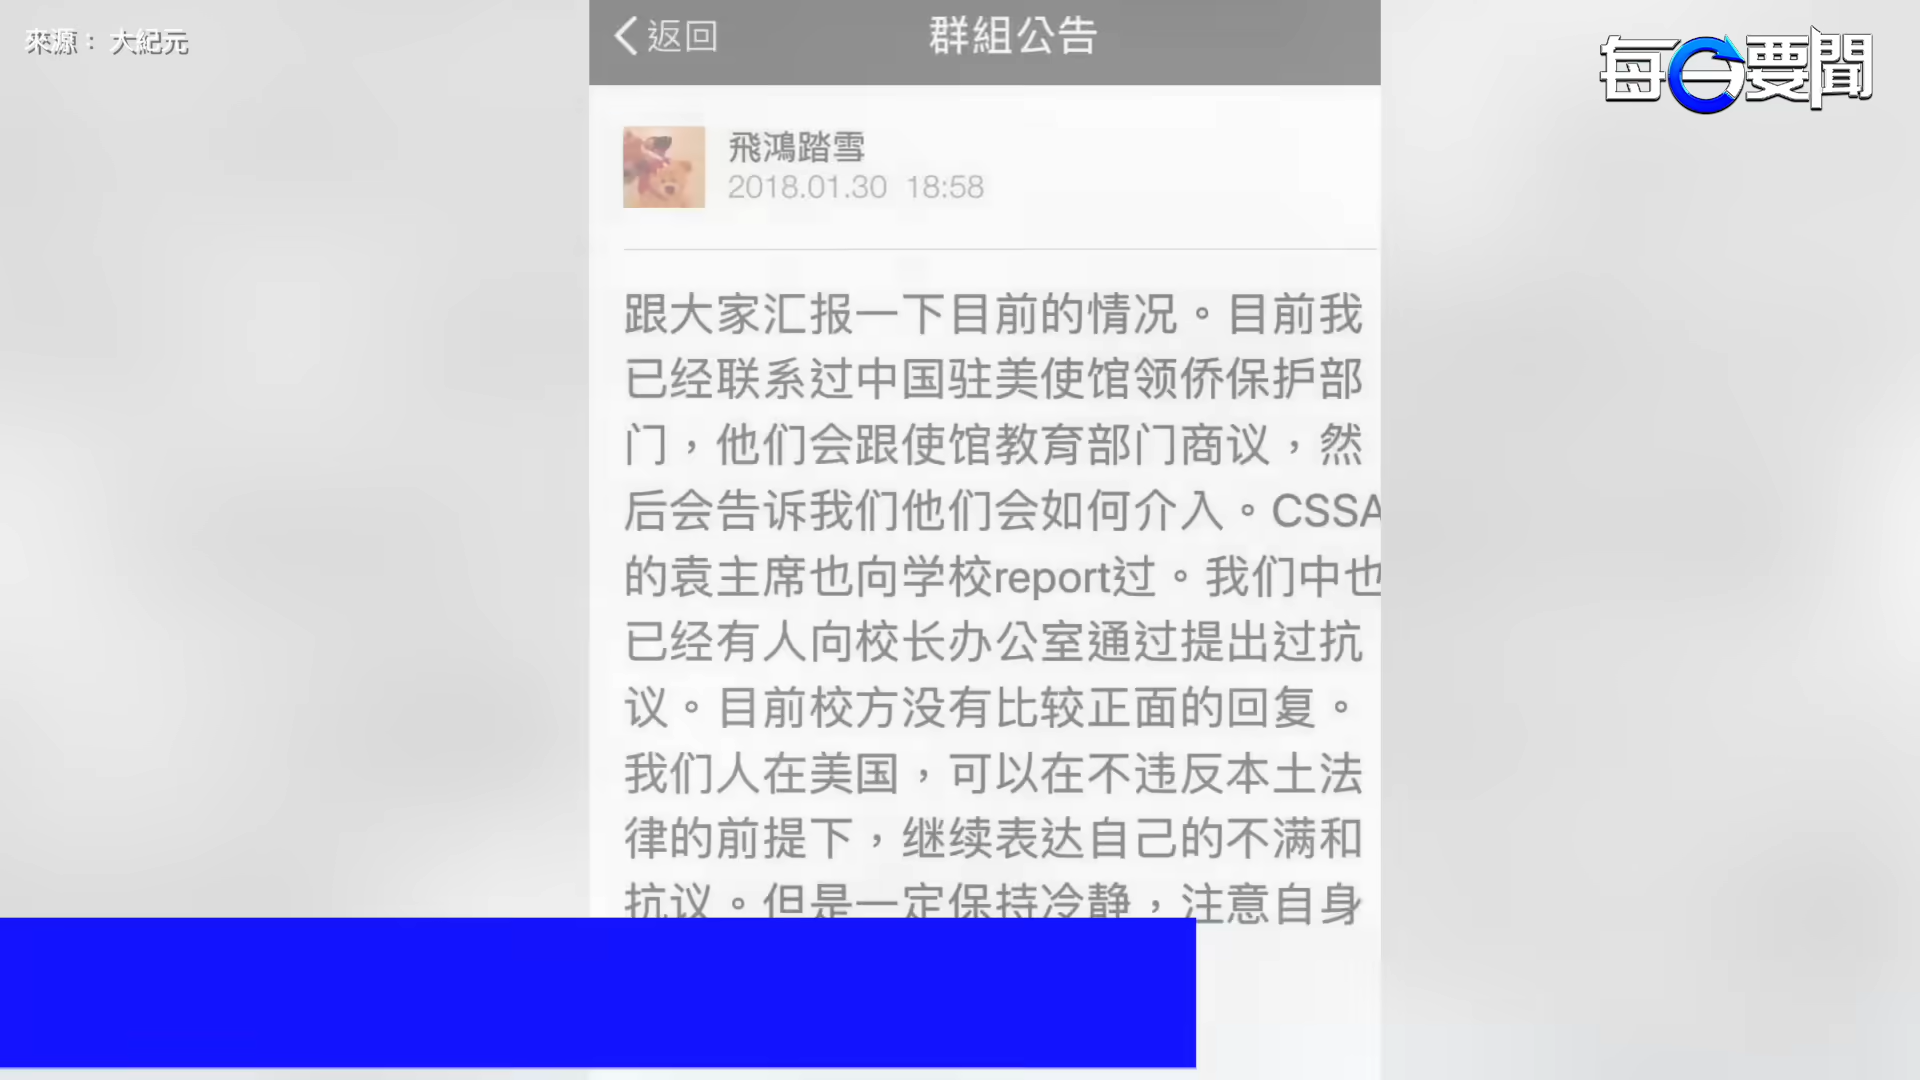 來源： 大紀元
每日要聞
返回
群組公告
飛鴻踏雪
2018.01.30 18:58
跟大家汇报一下目前的情况。目前我
已经联系过中国驻美使馆领侨保护部
门，他们会跟使馆教育部门商议，然
后会告诉我们他们会如何介入。CSSA
的袁主席也向学校report过。我们中也
已经有人向校长办公室通过提出过抗
议。目前校方没有比较正面的回复。
我们人在美国，可以在不违反本土法
律的前提下，继续表达自己的不满和
抗议。但是一定保持冷静，注意自身